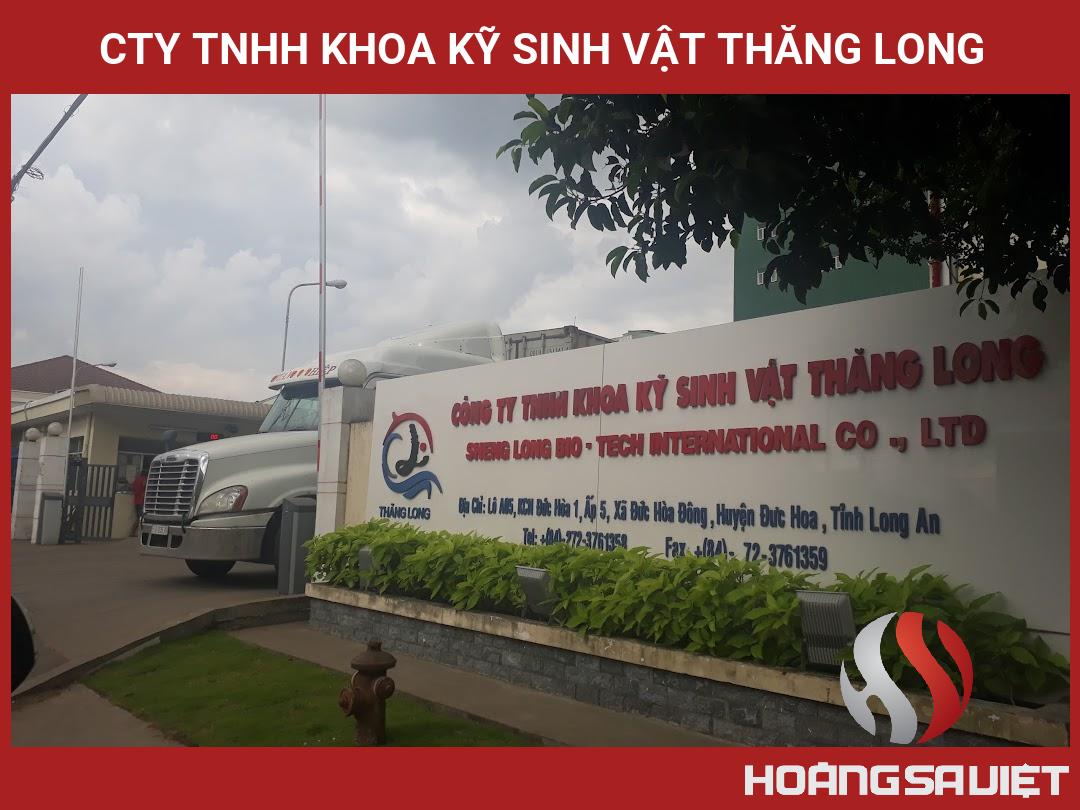 CTY TNHH KHOA KỸ SINH VẬT THĂNG LONG
HIỆP
CÔNG TY TNHH KHOA KỸ SINH VẬT THĂNG LONG
SHENG LONG BIO - TECH INTERNATIONAL CO ., LTD
THĂNG LONG
Địa Chỉ: Lô A05, KCN Đức Hòa 1, Ấp 5, Xã Đức Hòa Đông, Huyện Đức Hoa, Tỉnh Long An
Tel: +(84)-272-3761358 Fax +(84)- 72-3761359
HOÀNGSAVIỆT